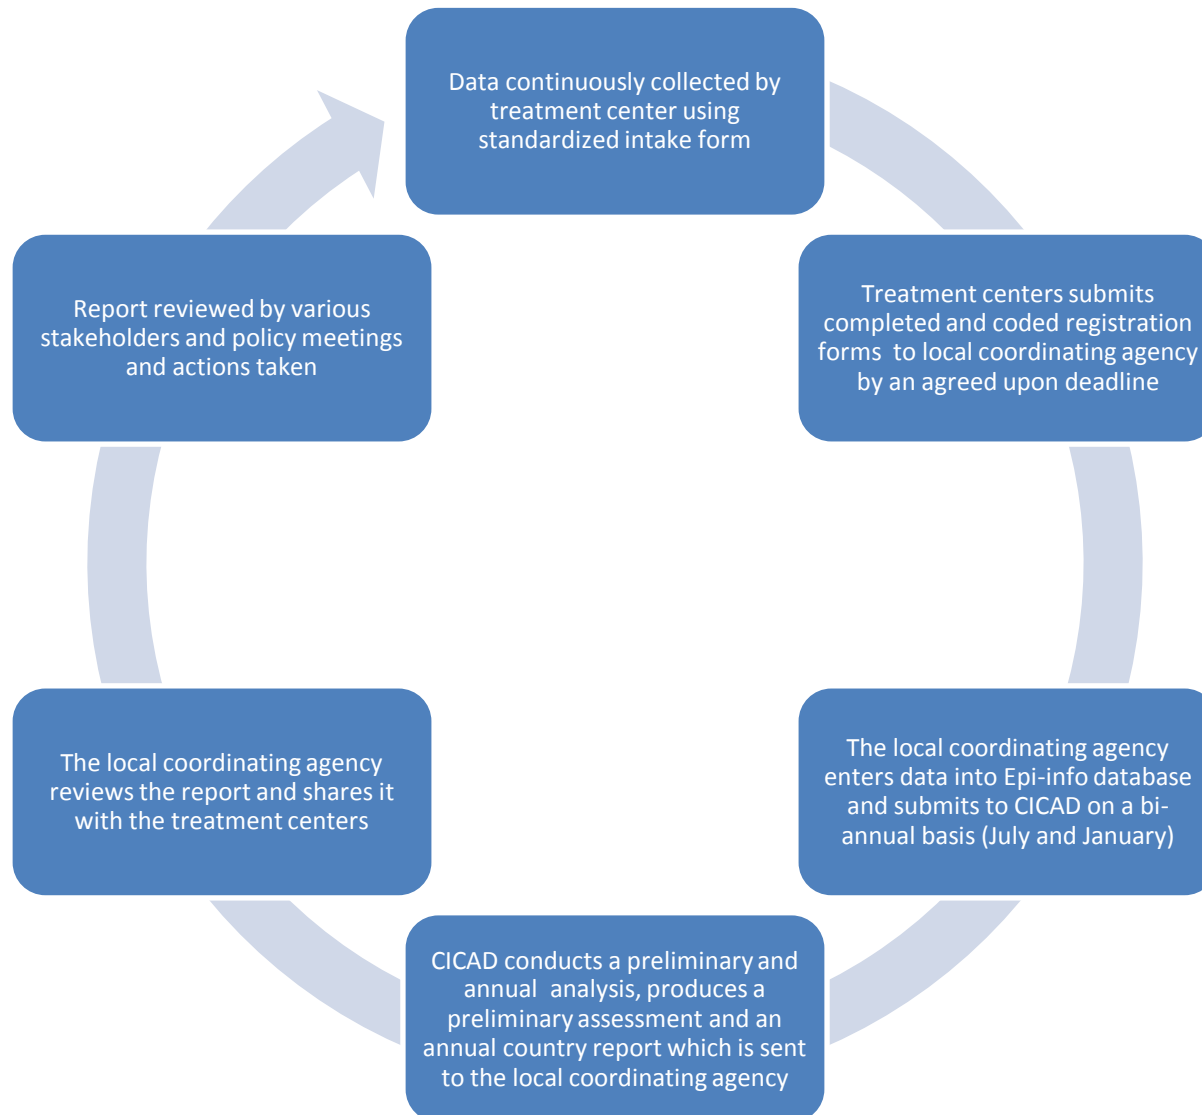 Data continuously collected by
treatment center using
standardized intake form
Treatment centers submits
completed and coded registration
forms  to local coordinating agency
by an agreed upon deadline
The local coordinating agency
enters data into Epi-info database
and submits to CICAD on a bi-
annual basis (July and January)
CICAD conducts a preliminary and
annual  analysis, produces a
preliminary assessment and an
annual country report which is sent
to the local coordinating agency
The local coordinating agency
reviews the report and shares it
with the treatment centers
Report reviewed by various
stakeholders and policy meetings
and actions taken